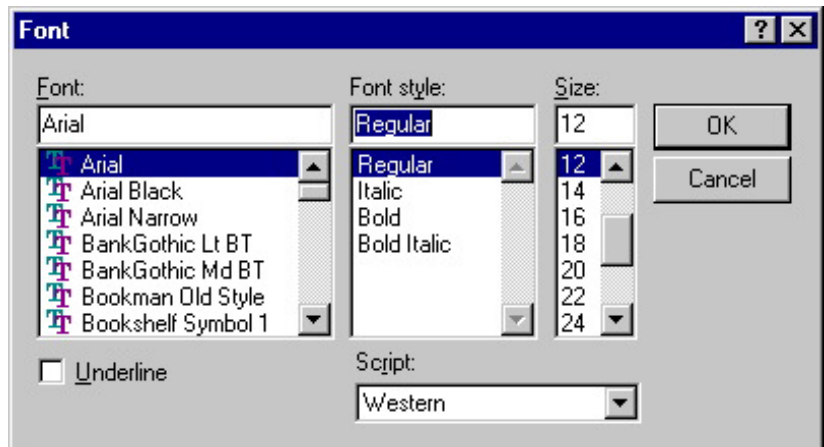 Font
Font:
Arial
Arial
Arial Black
Arial Narrow
BankGothic Lt BT
BankGothic Md BT
Bookman Old Style
Bookshelf Symbol 1
Underline
Font style:
Regular
Regular
Italic
Bold
Bold Italic
Size:
12
12
14
16
18
20
22
24
Script:
Western
OK
Cancel